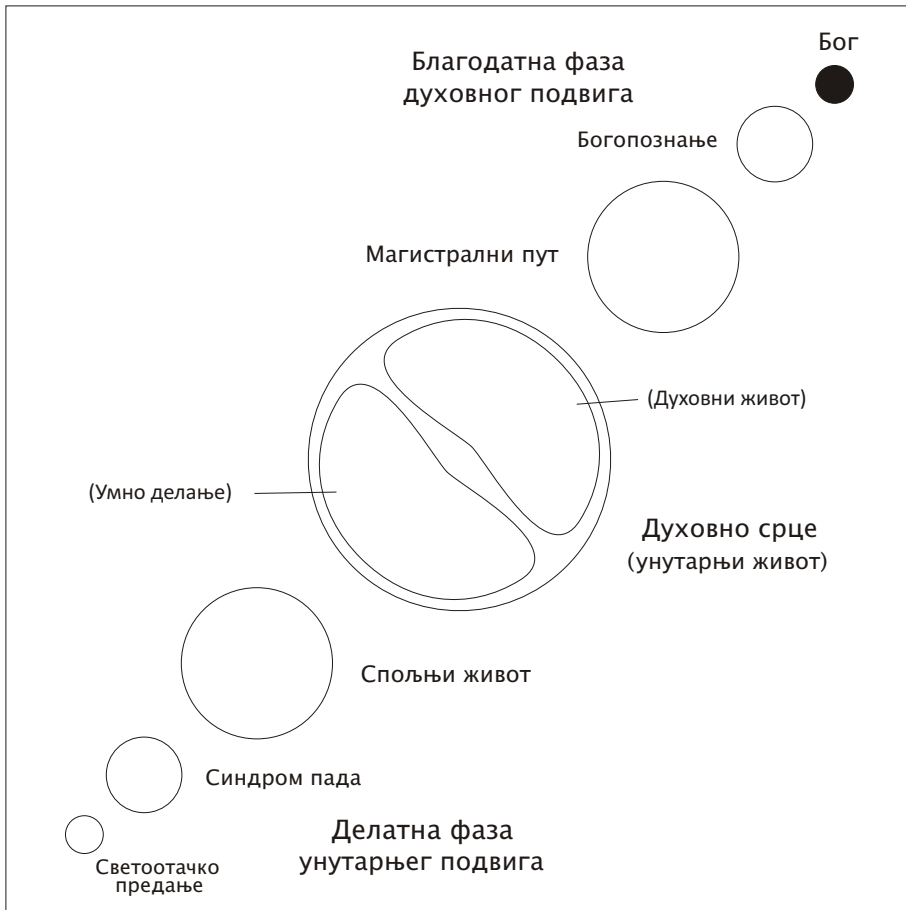 Бог
Благодатна фаза
духовног подвига
Богопознање
Магистрални пут
(Духовни живот)
(Умно делање)
Духовно срце
(унутарњи живот)
Спољњи живот
Синдром пада
Делатна фаза
унутарњег подвига
Светоотачко
предање